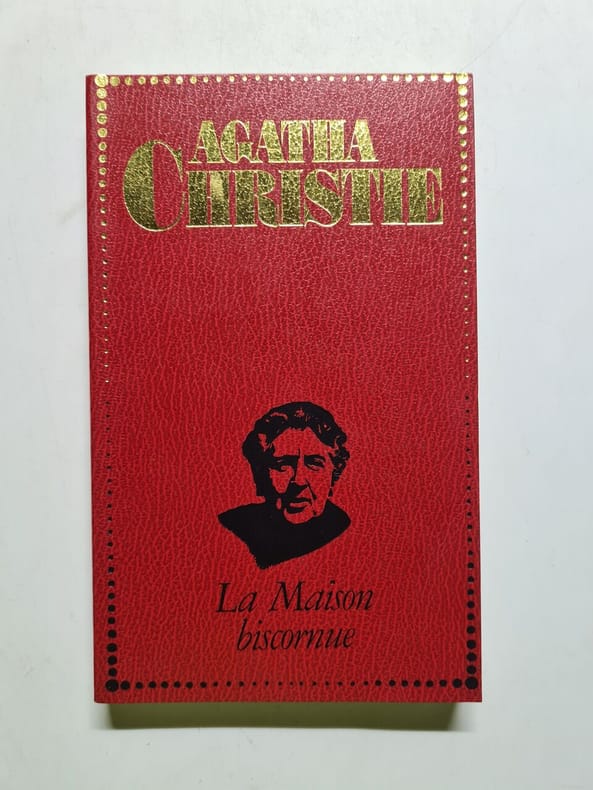 AGATHA
CHRISTIE
La Maison
biscornue